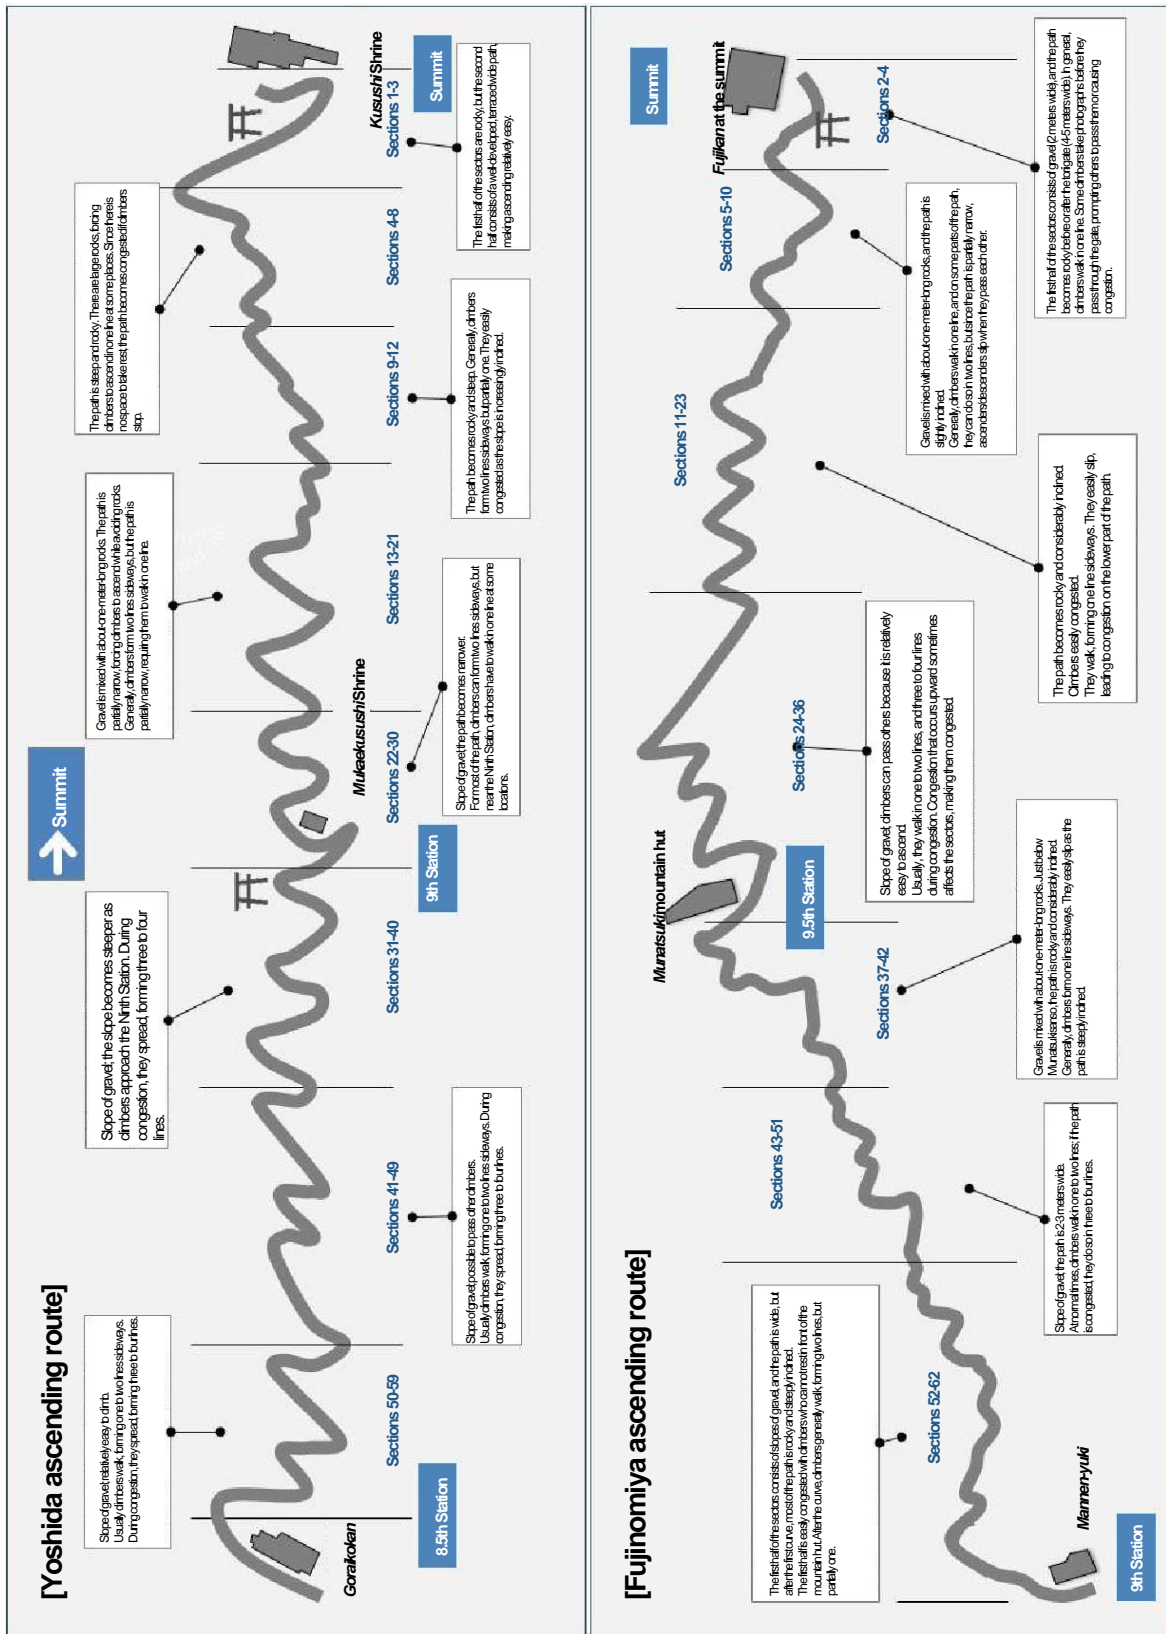 [Yoshida ascending route]
Slope of gravel; relatively easy to climb.
Usually climbers walk, forming one to two lines sideways.
During congestion, they spread, forming three to four lines.
Goraikokan
8.5th Station
Sections 50-59
Slope of gravel; possible to pass other climbers.
Usually climbers walk, forming one to two lines sideways. During
congestion, they spread, forming three to four lines.
Sections 41-49
Slope of gravel; the slope becomes steeper as
climbers approach the Ninth Station. During
congestion, they spread, forming three to four
lines.
Sections 31-40
Summit
9th Station
Mukaekusushi Shrine
Sections 22-30
Slope of gravel; the path becomes narrower.
For most of the path, climbers can form two lines sideways, but
near the Ninth Station, climbers have to walk in one line at some
locations.
Gravel is mixed with about-one-meter-long rocks. The path is
partially narrow, forcing climbers to ascend while avoiding rocks.
Generally, climbers form two lines sideways, but the path is
partially narrow, requiring them to walk in one line.
Sections 13-21
Sections 9-12
The path becomes rocky and steep. Generally, climbers
form two lines sideways but partially one. They easily
congested as the slope is increasingly inclined.
The path is steep and rocky. There are large rocks, forcing
climbers to ascend in one line at some places. Since there is
no space to take rest, the path becomes congested if climbers
stop.
Sections 4-8
Sections 1-3
The first half of the sectors are rocky, but the second
half consists of a well-developed, terraced wide path,
making ascending relatively easy.
Kusushi Shrine
Summit
[Fujinomiya ascending route]
9th Station
Mannen-yuki
The first half of the sectors consists of slopes of gravel, and the path is wide, but
after the first curve, most of the path is rocky and steeply inclined.
The first half is easily congested with climbers who cannot rest in front of the
mountain hut. After the curve, climbers generally walk, forming two lines, but
partially one.
Sections 52-62
Slope of gravel; the path is 2-3 meters wide.
At normal times, climbers walk in one to two lines; if the path
is congested, they do so in three to four lines.
Sections 43-51
Sections 37-42
Gravel is mixed with about-one-meter-long rocks. Just below
Munatsukisanso, the path is rocky and considerably inclined.
Generally, climbers form one line sideways. They easily slip as the
path is steeply inclined.
Munatsuki mountain hut
9.5th Station
Sections 24-36
Slope of gravel; climbers can pass others because it is relatively
easy to ascend.
Usually, they walk in one to two lines, and three to four lines
during congestion. Congestion that occurs upward sometimes
affects the sectors, making them congested.
Sections 11-23
The path becomes rocky and considerably inclined.
Climbers easily congested.
They walk, forming one line sideways. They easily slip,
leading to congestion on the lower part of the path.
Sections 5-10
Gravel is mixed with about-one-meter-long rocks, and the path is
slightly inclined.
Generally, climbers walk in one line, and on some parts of the path,
they can do so in two lines, but since the path is partially narrow,
ascenders/descenders slip when they pass each other.
Sections 2-4
The first half of the sectors consists of gravel (2 meters wide), and the path
becomes rocky before or after the torii gate (4-5 meters wide). In general,
climbers walk in one line. Some climbers take photographs before they
pass through the gate, prompting others to pass them or causing
congestion.
Fujikan at the summit
Summit